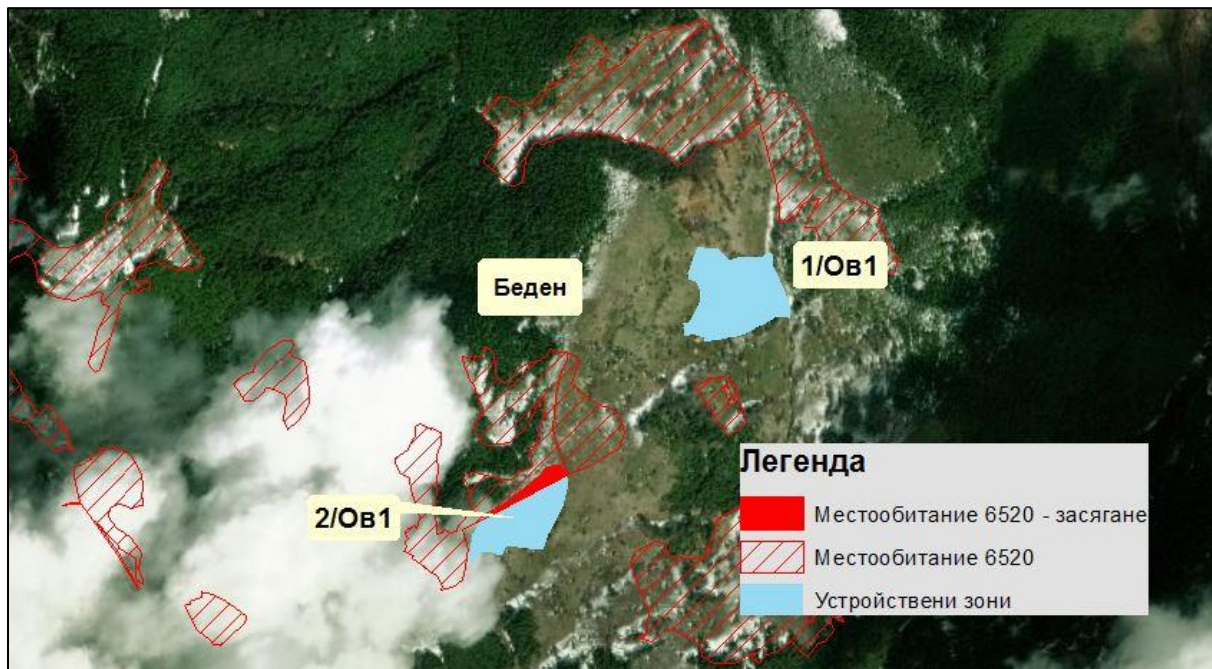 Беден
1/Ов1
2/Ов1
Легенда
Местообитание 6520 - засягане
Местообитание 6520
Устройствени зони